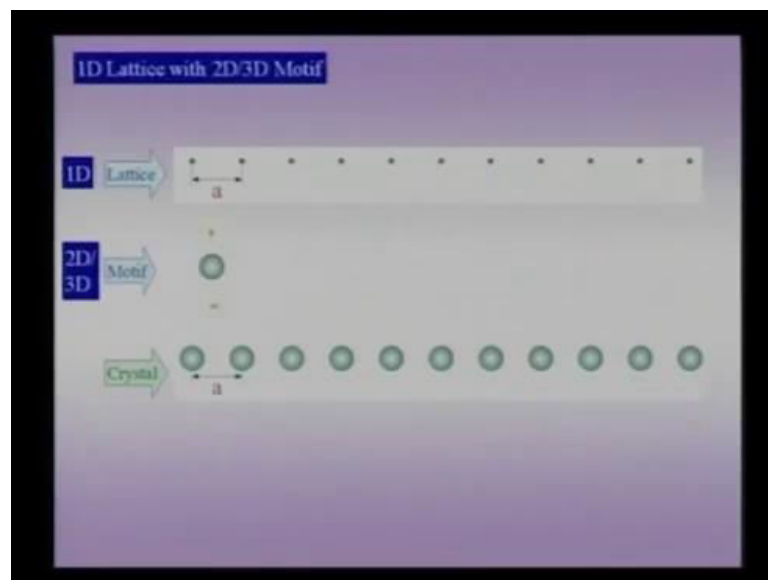 1D Lattice with 2D/3D Motif
1D Lattice
a
2D/
3D Motif
+
=
Crystal
a